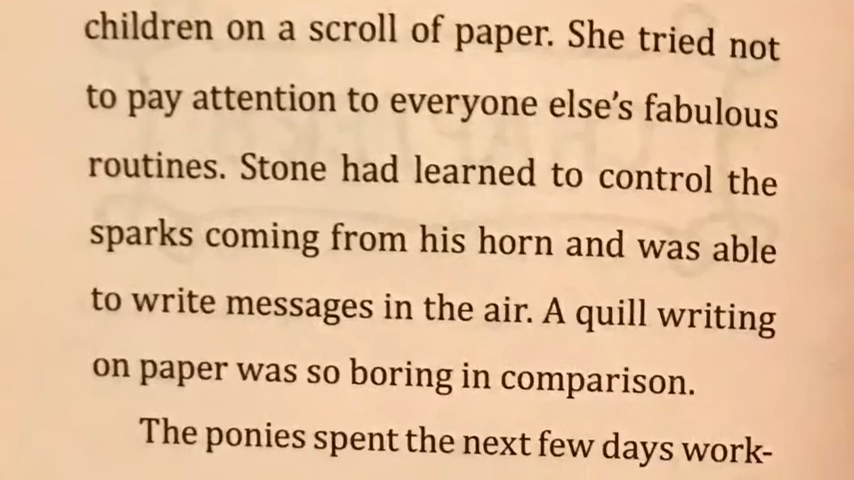 children on a scroll of paper. She tried not
to pay attention to everyone else’s fabulous
routines. Stone had learned to control the
sparks coming from his horn and was able
to write messages in the air. A quill writing
on paper was so boring in comparison.
The ponies spent the next few days work-